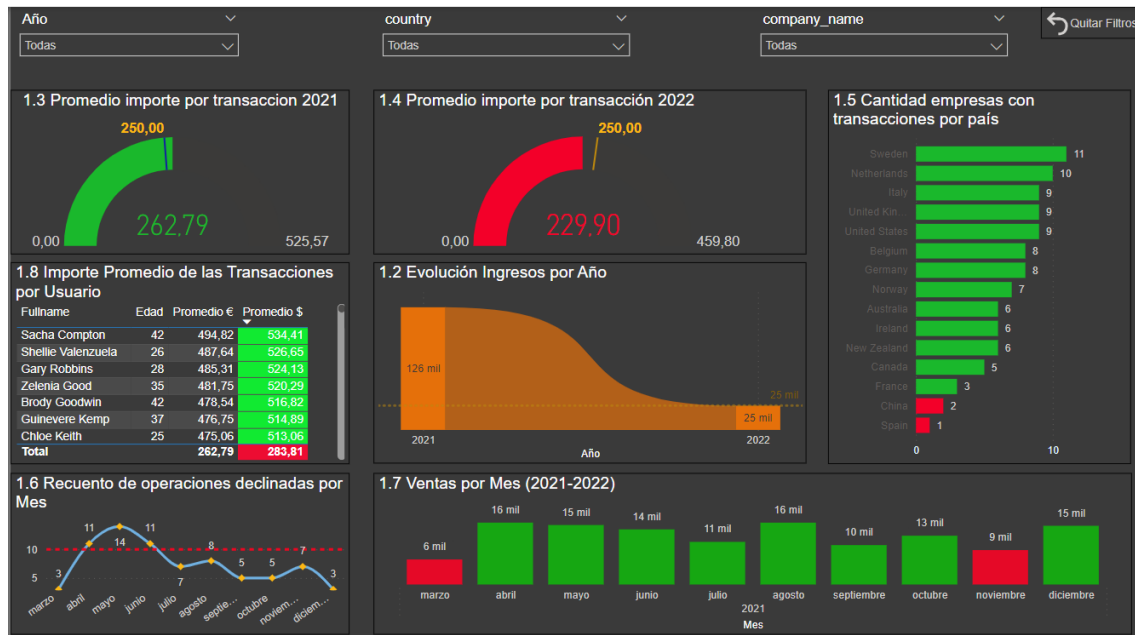 Año
country
company_name
Quitar Filtros
Todas
Todas
Todas
1.3 Promedio importe por transaccion 2021
250,00
262,79
0,00
525,57
1.4 Promedio importe por transacción 2022
250,00
229,90
0,00
459,80
1.5 Cantidad empresas con
transacciones por país
Sweden 11
Netherlands 10
Italy 9
United Kin... 9
United States 9
Belgium 8
Germany 8
Norway 7
Australia 6
Ireland 6
New Zealand 6
Canada 5
France 3
China 2
Spain 1
0 10
1.8 Importe Promedio de las Transacciones
por Usuario
Fullname Edad Promedio € Promedio $
Sacha Compton 42 494,82 534,41
Shellie Valenzuela 26 487,64 526,65
Gary Robbins 28 485,31 524,13
Zelenia Good 35 481,75 520,29
Brody Goodwin 42 478,54 516,82
Guinevere Kemp 37 476,75 514,89
Chloe Keith 25 475,06 513,06
Total 262,79 283,81
1.2 Evolución Ingresos por Año
126 mil
25 mil
25 mil
2021 2022
Año
1.6 Recuento de operaciones declinadas por
Mes
10
5
3 11 14 11 7 8 5 5 7 3
marzo abril mayo junio julio agosto septie... octubre noviem... diciem...
1.7 Ventas por Mes (2021-2022)
6 mil 16 mil 15 mil 14 mil 11 mil 16 mil 10 mil 13 mil 9 mil 15 mil
marzo abril mayo junio julio agosto septiembre octubre noviembre diciembre
2021
Mes